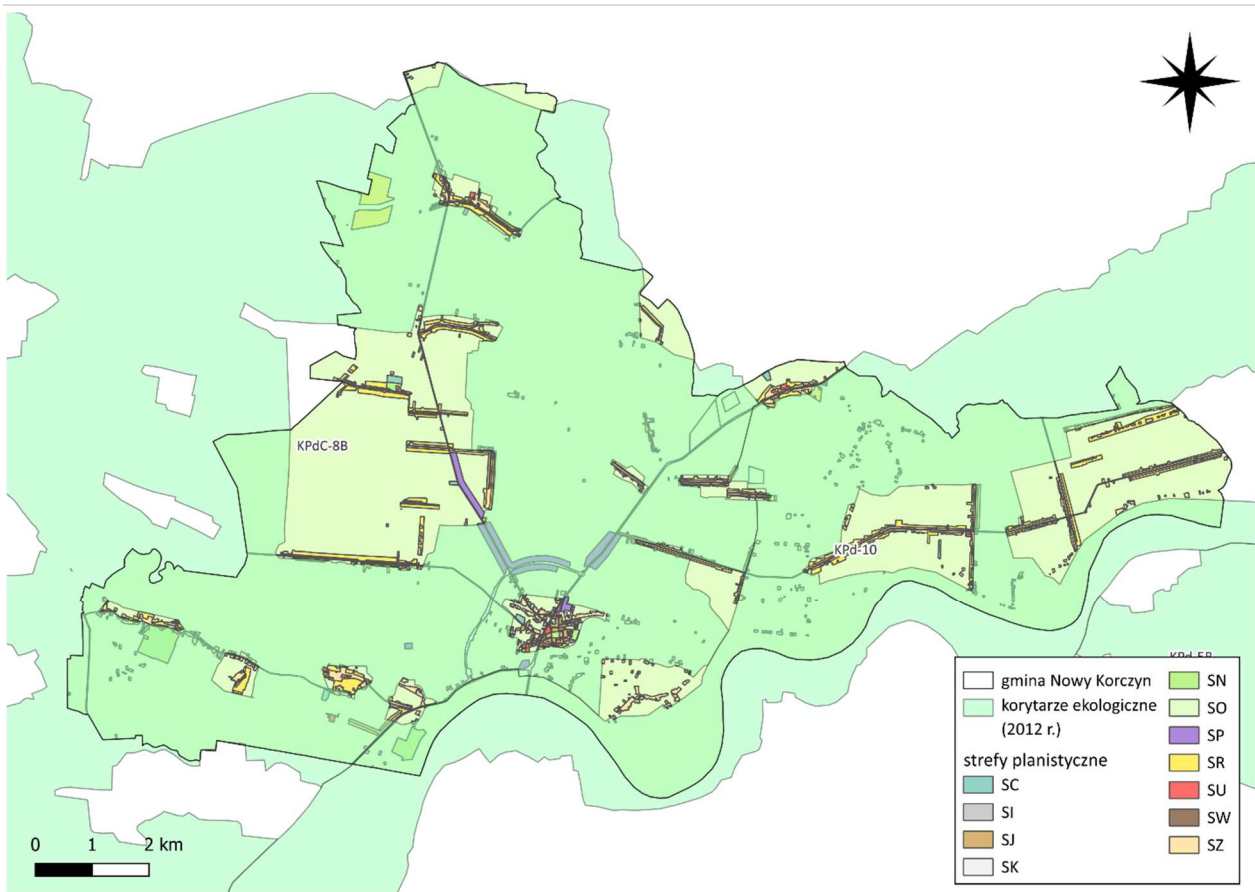 KPdC-8B
KPd-10
gmina Nowy Korczyn
korytarze ekologiczne
(2012 r.)
strefy planistyczne
SC
SI
SJ
SK
SN
SO
SP
SR
SU
SW
SZ
0 1 2 km